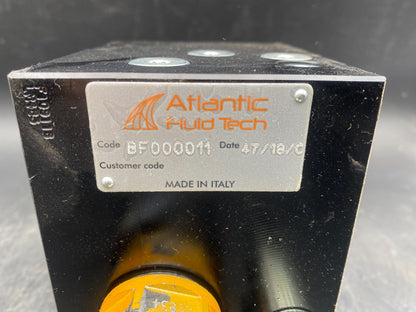 Atlantic
Fluid Tech
Code BF000011 Date 47/18/C
Customer code
MADE IN ITALY